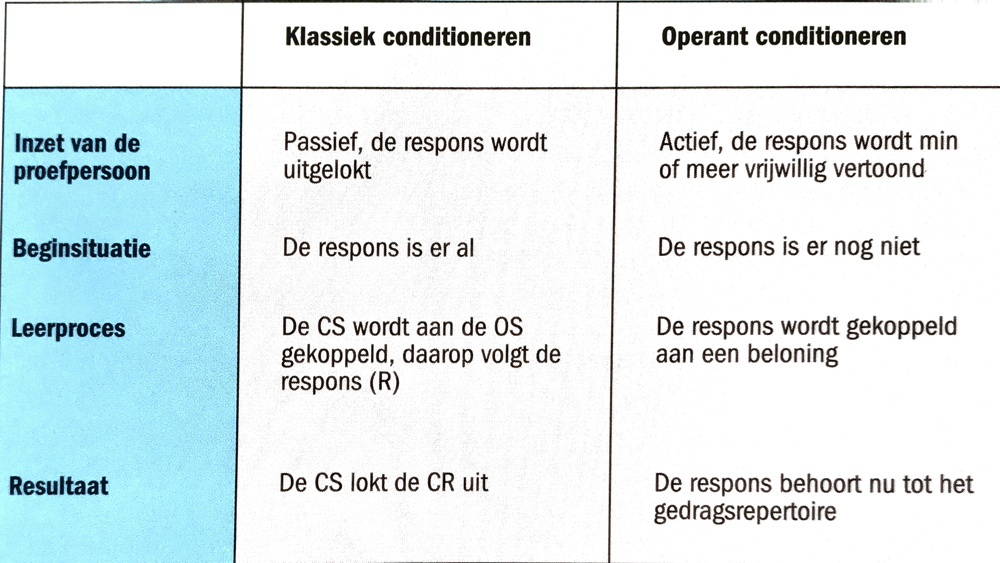 Klassiek conditioneren
Operant conditioneren
Inzet van de
proefpersoon
Passief, de respons wordt
uitgelokt
Actief, de respons wordt min
of meer vrijwillig vertoond
Beginsituatie
De respons is er al
De respons is er nog niet
Leerproces
De CS wordt aan de OS
gekoppeld, daarop volgt de
respons (R)
De respons wordt gekoppeld
aan een beloning
Resultaat
De CS lokt de CR uit
De respons behoort nu tot het
gedragsrepertoire